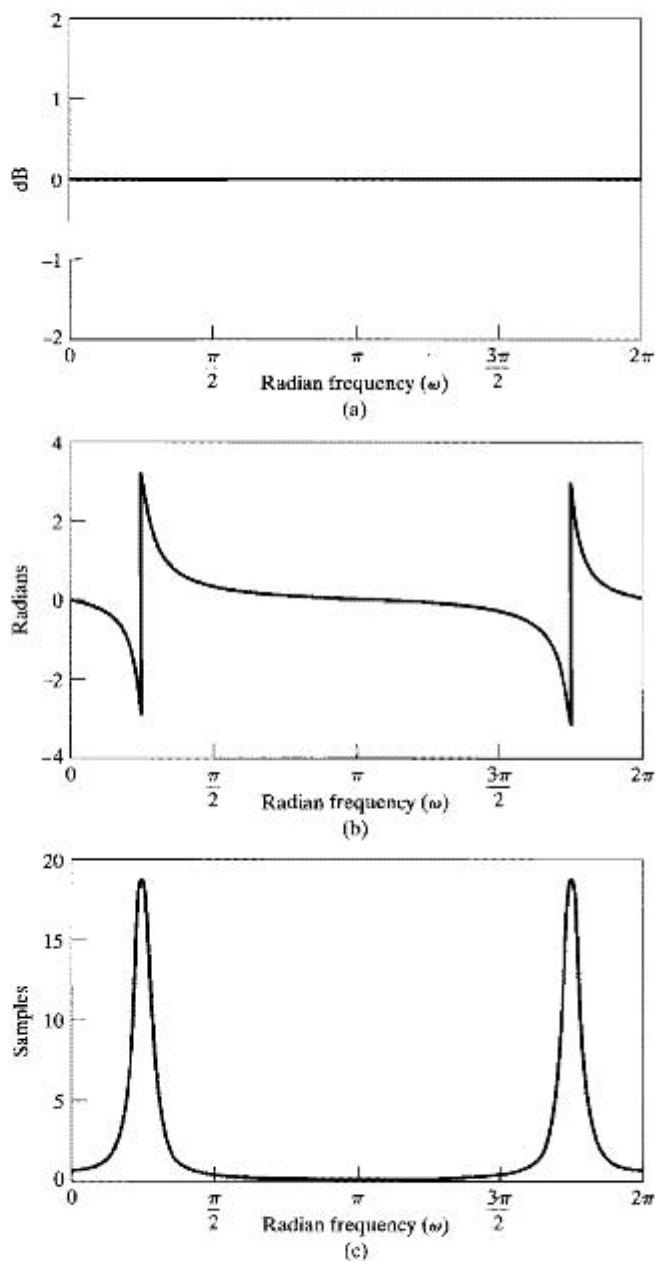 2
1
0
-1
-2
dB
0 π/2 π 3π/2 2π
Radian frequency (ω)
(a)
4
2
0
-2
-4
Radians
0 π/2 π 3π/2 2π
Radian frequency (ω)
(b)
20
15
10
5
0
Samples
0 π/2 π 3π/2 2π
Radian frequency (ω)
(c)